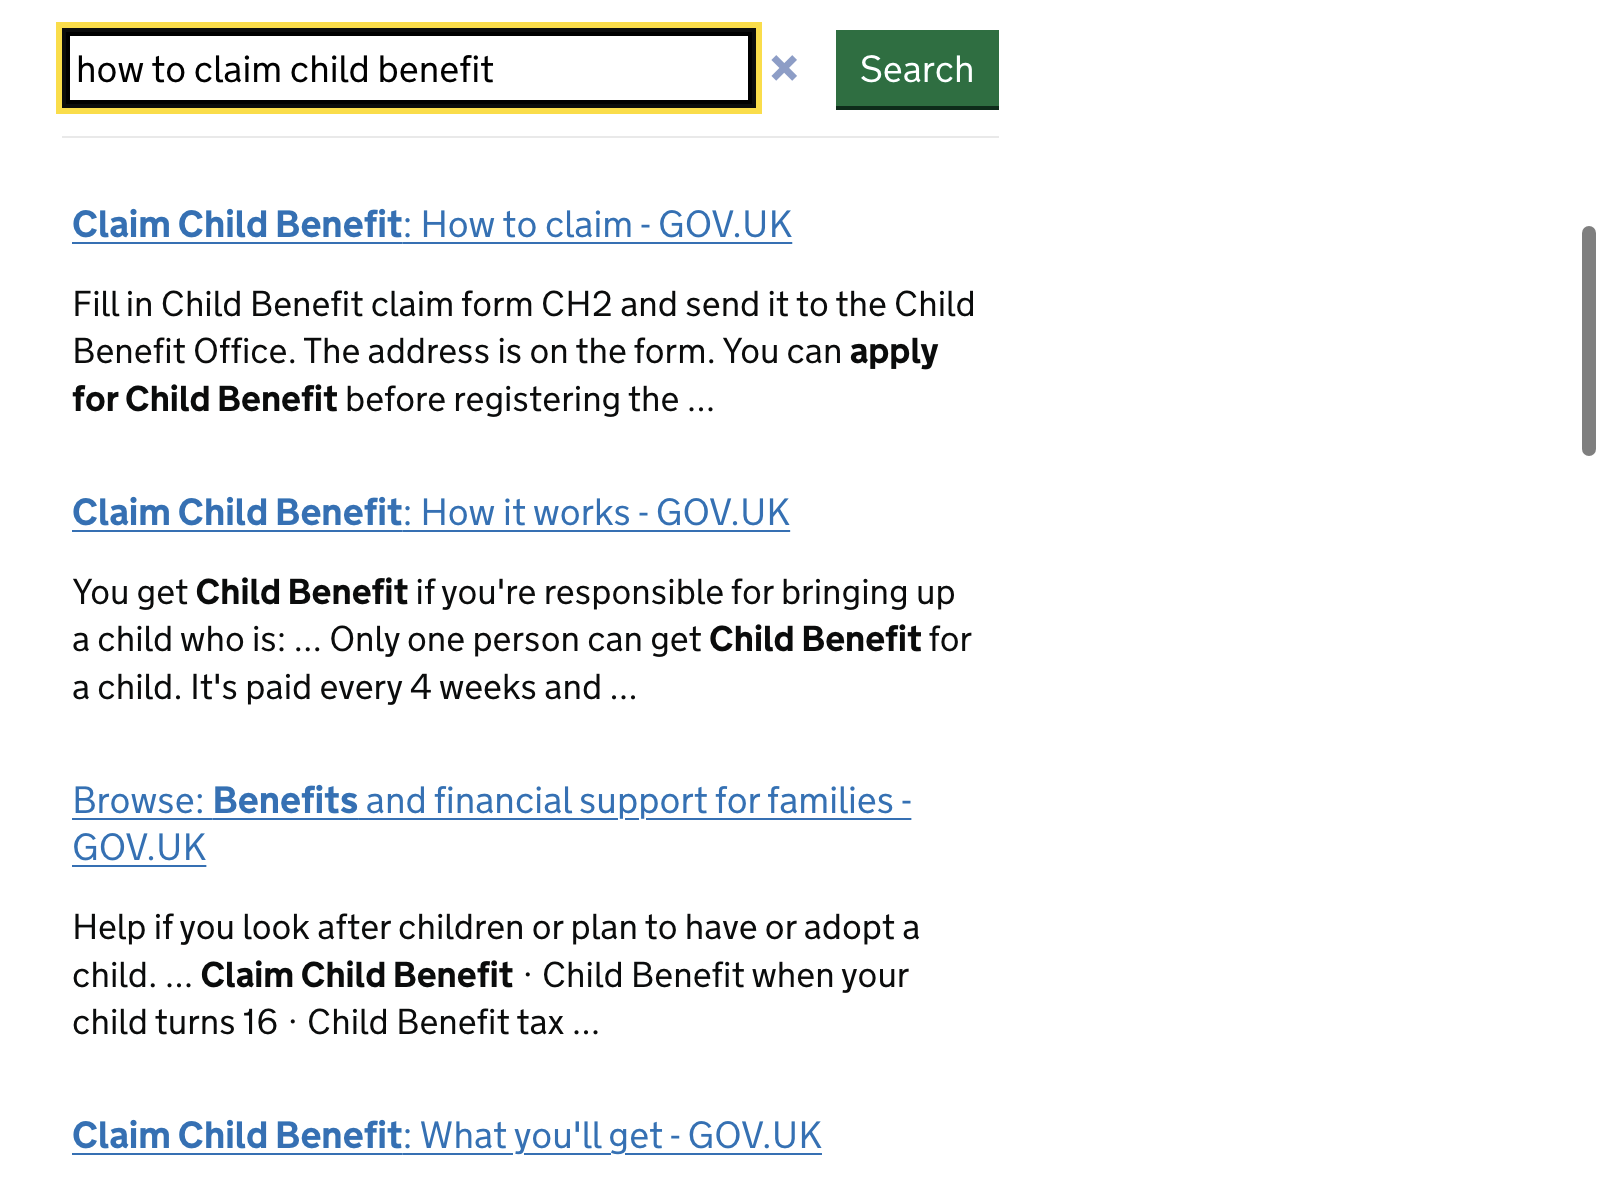 how to claim child benefit
Search
Claim Child Benefit: How to claim - GOV.UK
Fill in Child Benefit claim form CH2 and send it to the Child
Benefit Office. The address is on the form. You can apply
for Child Benefit before registering the ...
Claim Child Benefit: How it works - GOV.UK
You get Child Benefit if you're responsible for bringing up
a child who is: ... Only one person can get Child Benefit for
a child. It's paid every 4 weeks and ...
Browse: Benefits and financial support for families -
GOV.UK
Help if you look after children or plan to have or adopt a
child. ... Claim Child Benefit · Child Benefit when your
child turns 16 · Child Benefit tax ...
Claim Child Benefit: What you'll get - GOV.UK